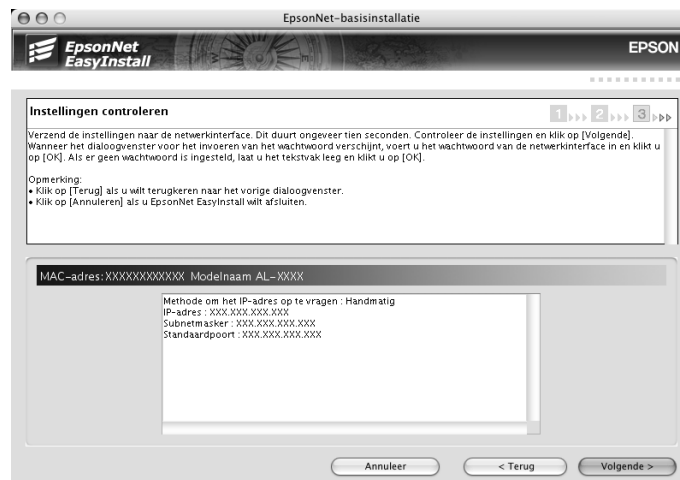 EpsonNet-basisinstallatie
EpsonNet
EasyInstall
EPSON
Instellingen controleren
1 2 3
Verzend de instellingen naar de netwerkinterface. Dit duurt ongeveer tien seconden. Controleer de instellingen en klik op [Volgende].
Wanneer het dialoogvenster voor het invoeren van het wachtwoord verschijnt, voert u het wachtwoord van de netwerkinterface in en klikt u
op [OK]. Als er geen wachtwoord is ingesteld, laat u het tekstvak leeg en klikt u op [OK].
Opmerking:
• Klik op [Terug] als u wilt terugkeren naar het vorige dialoogvenster.
• Klik op [Annuleren] als u EpsonNet EasyInstall wilt afsluiten.
MAC-adres:XXXXXXXXXXXX Modelnaam AL-XXXX
Methode om het IP-adres op te vragen : Handmatig
IP-adres : XXX.XXX.XXX.XXX
Subnetmasker : XXX.XXX.XXX.XXX
Standaardpoort : XXX.XXX.XXX.XXX
Annuleer
< Terug
Volgende >